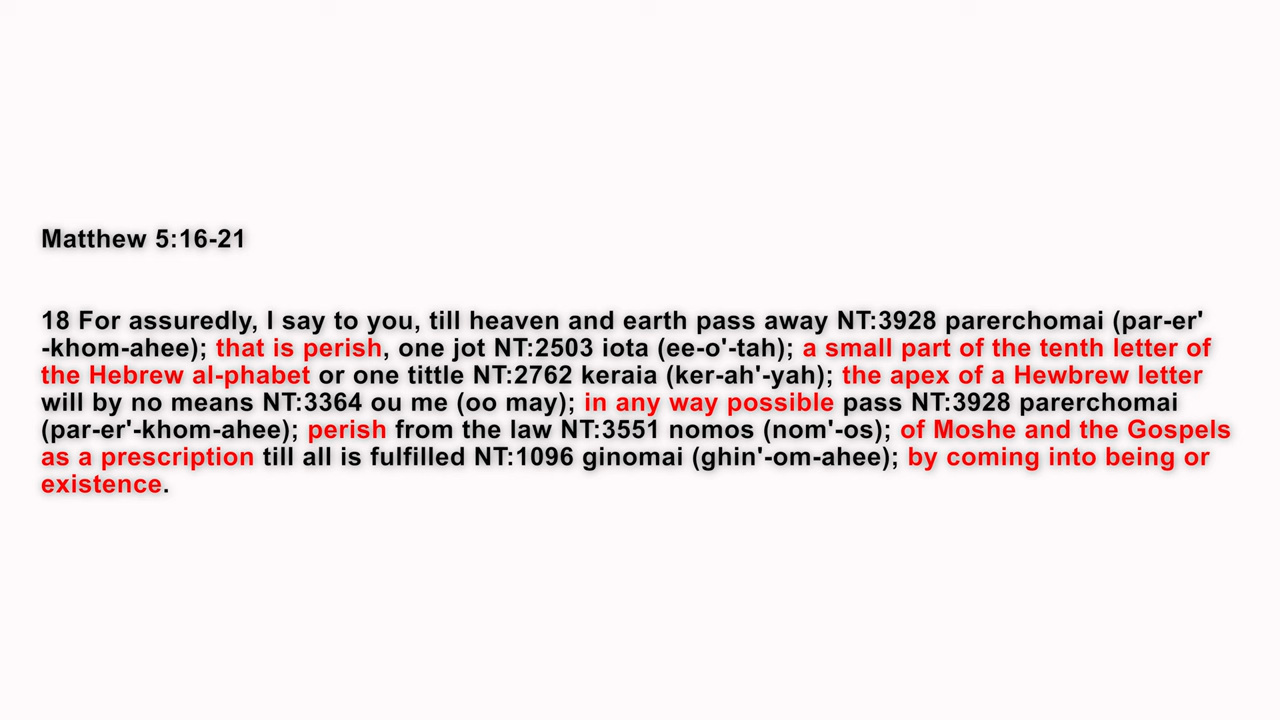 Matthew 5:16-21
18 For assuredly, I say to you, till heaven and earth pass away NT:3928 parerchomai (par-er'
-khom-ahee); that is perish, one jot NT:2503 iota (ee-o'-tah); a small part of the tenth letter of
the Hebrew al-phabet or one tittle NT:2762 keraia (ker-ah'-yah); the apex of a Hewbrew letter
will by no means NT:3364 ou me (oo may); in any way possible pass NT:3928 parerchomai
(par-er'-khom-ahee); perish from the law NT:3551 nomos (nom'-os); of Moshe and the Gospels
as a prescription till all is fulfilled NT:1096 ginomai (ghin'-om-ahee); by coming into being or
existence.